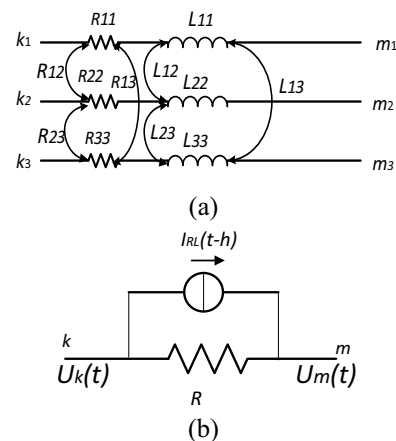 R11 L11
k1 m1
R12 R22 R13 L12 L22 L13
k2 m2
R23 R33 L23 L33
k3 m3
(a)
IRL(t-h)
k m
Uk(t) Um(t)
R
(b)